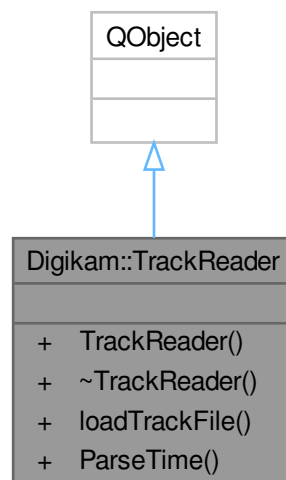 QObject
Digikam::TrackReader
+ TrackReader()
+ ~TrackReader()
+ loadTrackFile()
+ ParseTime()